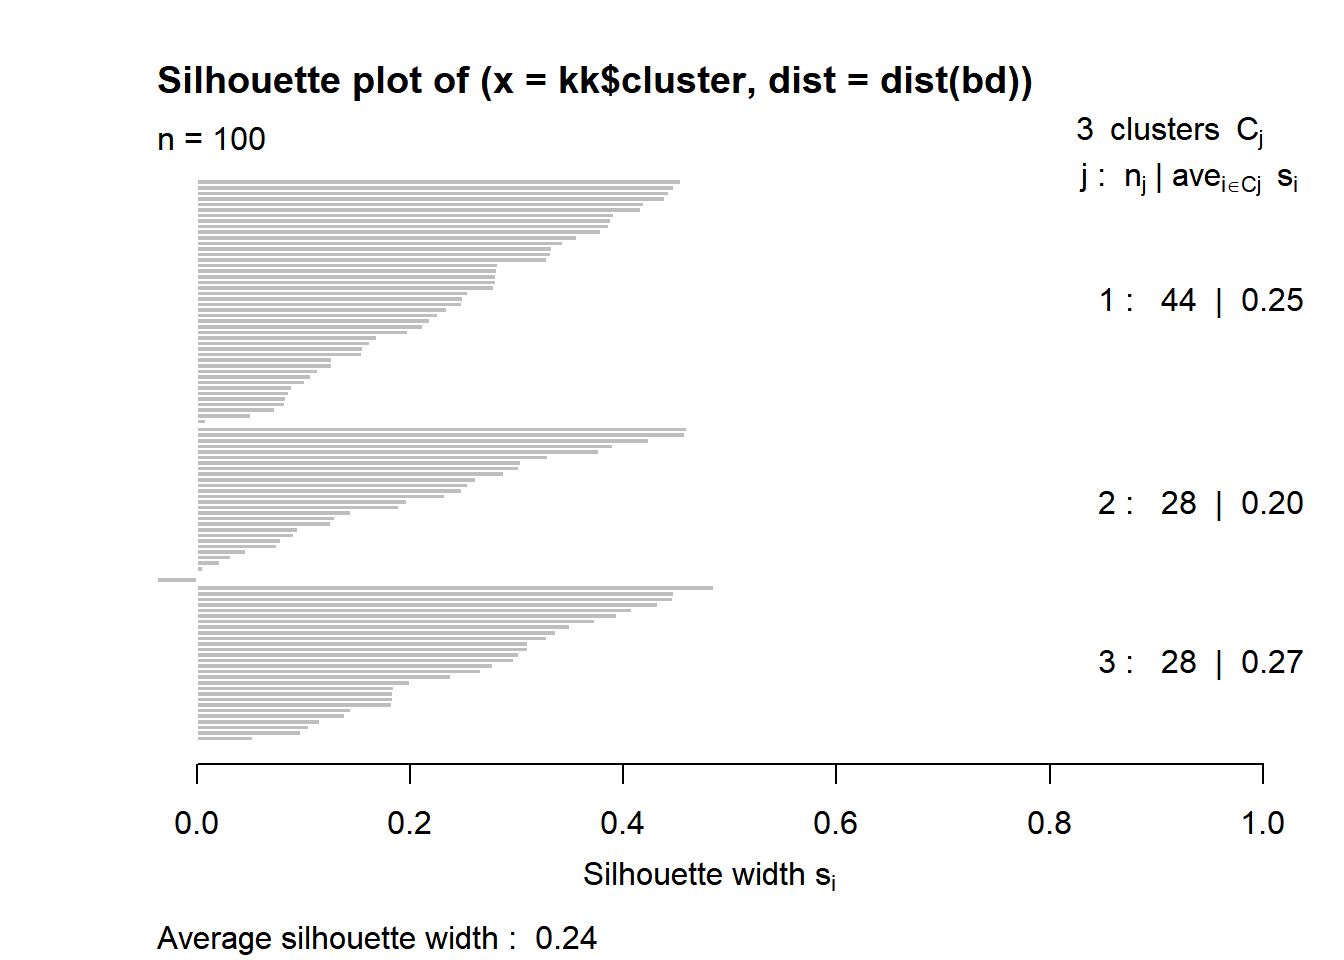 Silhouette plot of (x = kk$cluster, dist = dist(bd))
n = 100
3 clusters Cj
j : nj | avei∈Cj si
1 : 44 | 0.25
2 : 28 | 0.20
3 : 28 | 0.27
0.0 0.2 0.4 0.6 0.8 1.0
Silhouette width si
Average silhouette width : 0.24